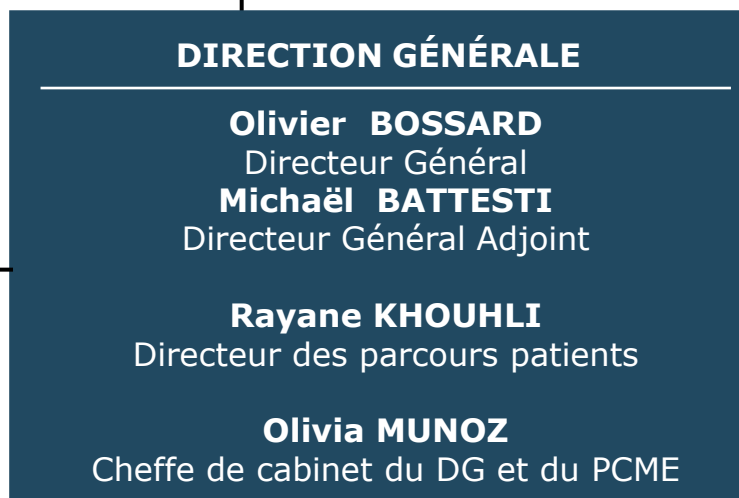 DIRECTION GÉNÉRALE
Olivier BOSSARD
Directeur Général
Michaël BATTESTI
Directeur Général Adjoint
Rayane KHOUHLI
Directeur des parcours patients
Olivia MUNOZ
Cheffe de cabinet du DG et du PCME